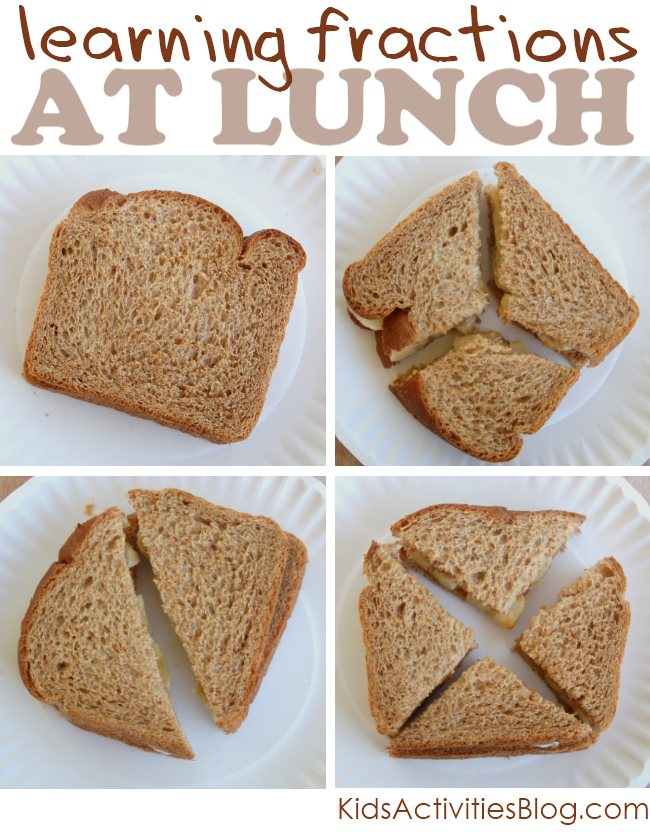 learning fractions
AT LUNCH
KidsActivitiesBlog.com